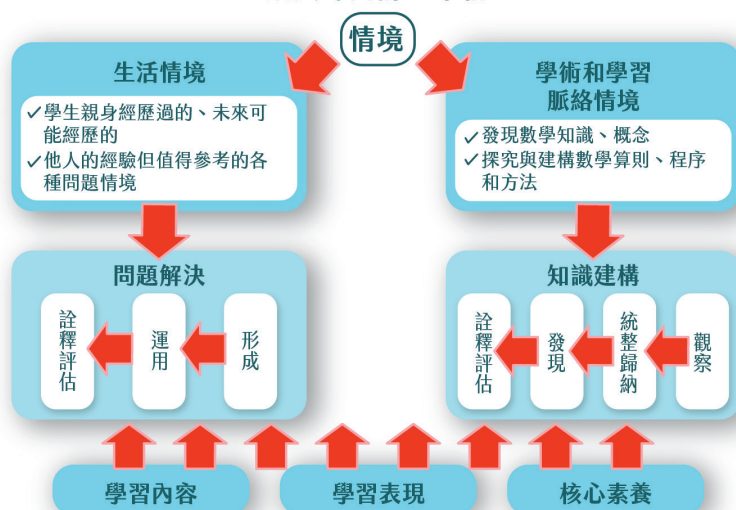 情境
生活情境
✓學生親身經歷過的、未來可
能經歷的
✓他人的經驗但值得參考的各
種問題情境
學術和學習
脈絡情境
✓發現數學知識、概念
✓探究與建構數學算則、程序
和方法
問題解決
詮釋評估
運用
形成
知識建構
詮釋評估
發現
統整歸納
觀察
學習內容
學習表現
核心素養